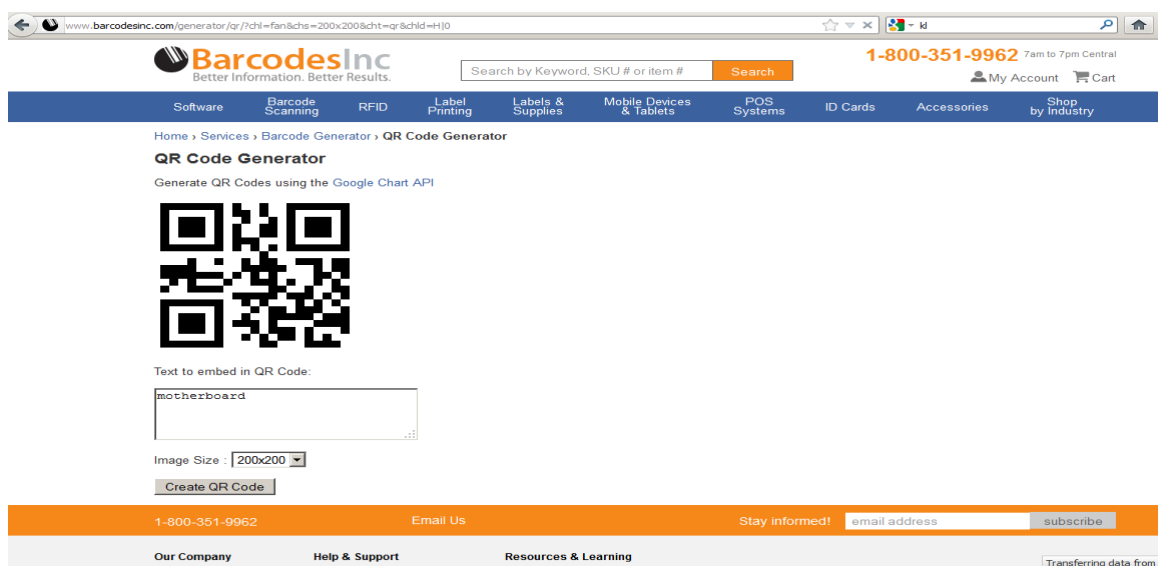 www.barcodesinc.com/generator/qr/?chl=fan&chs=200x200&cht=qr&chld=H|0
kl
BarcodesInc
Better Information. Better Results.
Search by Keyword, SKU # or item #
Search
1-800-351-9962 7am to 7pm Central
My Account Cart
Software
Barcode Scanning
RFID
Label Printing
Labels & Supplies
Mobile Devices & Tablets
POS Systems
ID Cards
Accessories
Shop by Industry
Home › Services › Barcode Generator › QR Code Generator
QR Code Generator
Generate QR Codes using the Google Chart API
Text to embed in QR Code:
motherboard
Image Size : 200x200
Create QR Code
1-800-351-9962
Email Us
Stay informed!
email address
subscribe
Our Company
Help & Support
Resources & Learning
Transferring data from